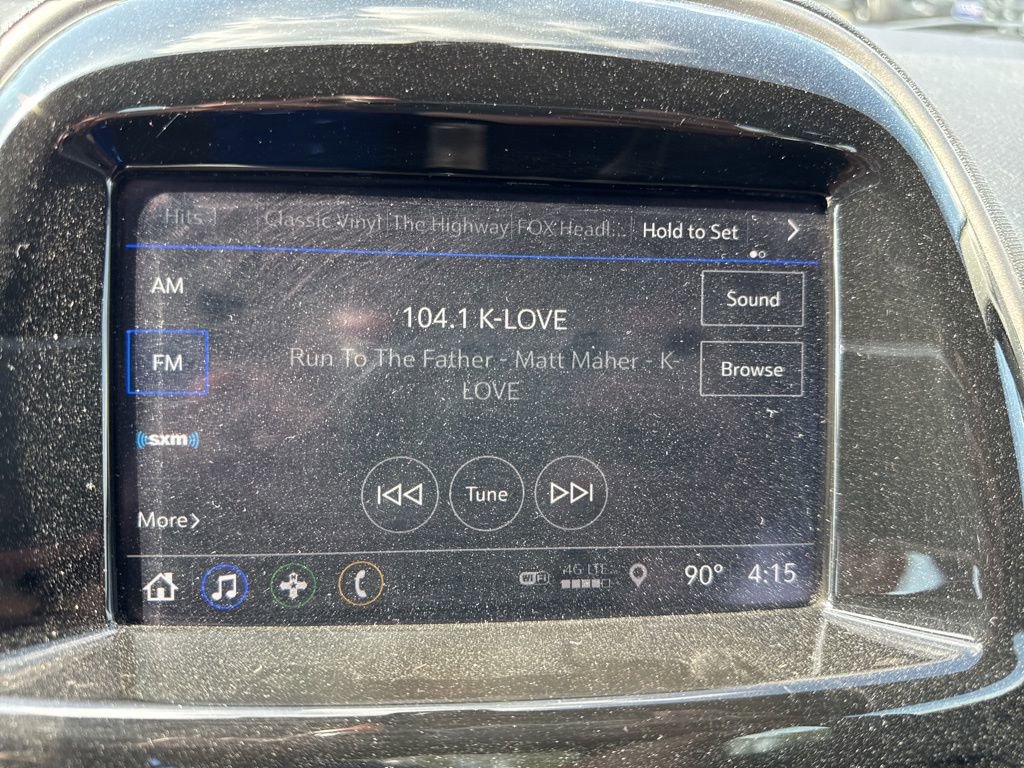 Hits Classic Vinyl The Highway FOX Headl... Hold to Set
AM
Sound
104.1 K-LOVE
FM
Run To The Father - Matt Maher - K-
LOVE
Browse
sxm
Tune
More
WiFi 4G LTE 90° 4:15